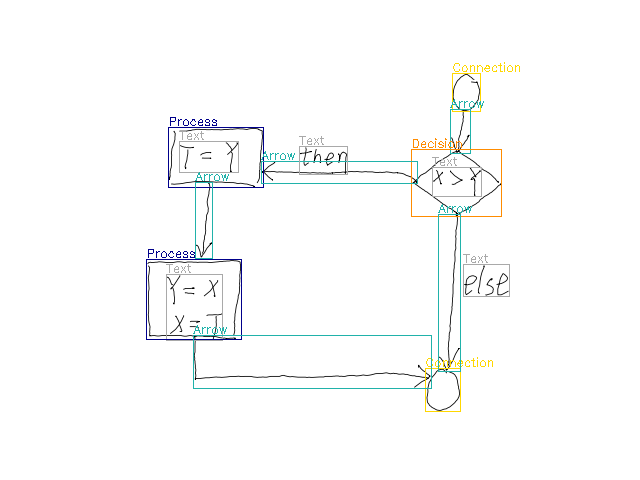 Connection
Arrow
Process
Text
T = Y
Arrow
Text
then
Decision
Text
X > Y
Arrow
Arrow
Process
Text
Y = X
X = T
Text
else
Arrow
Connection